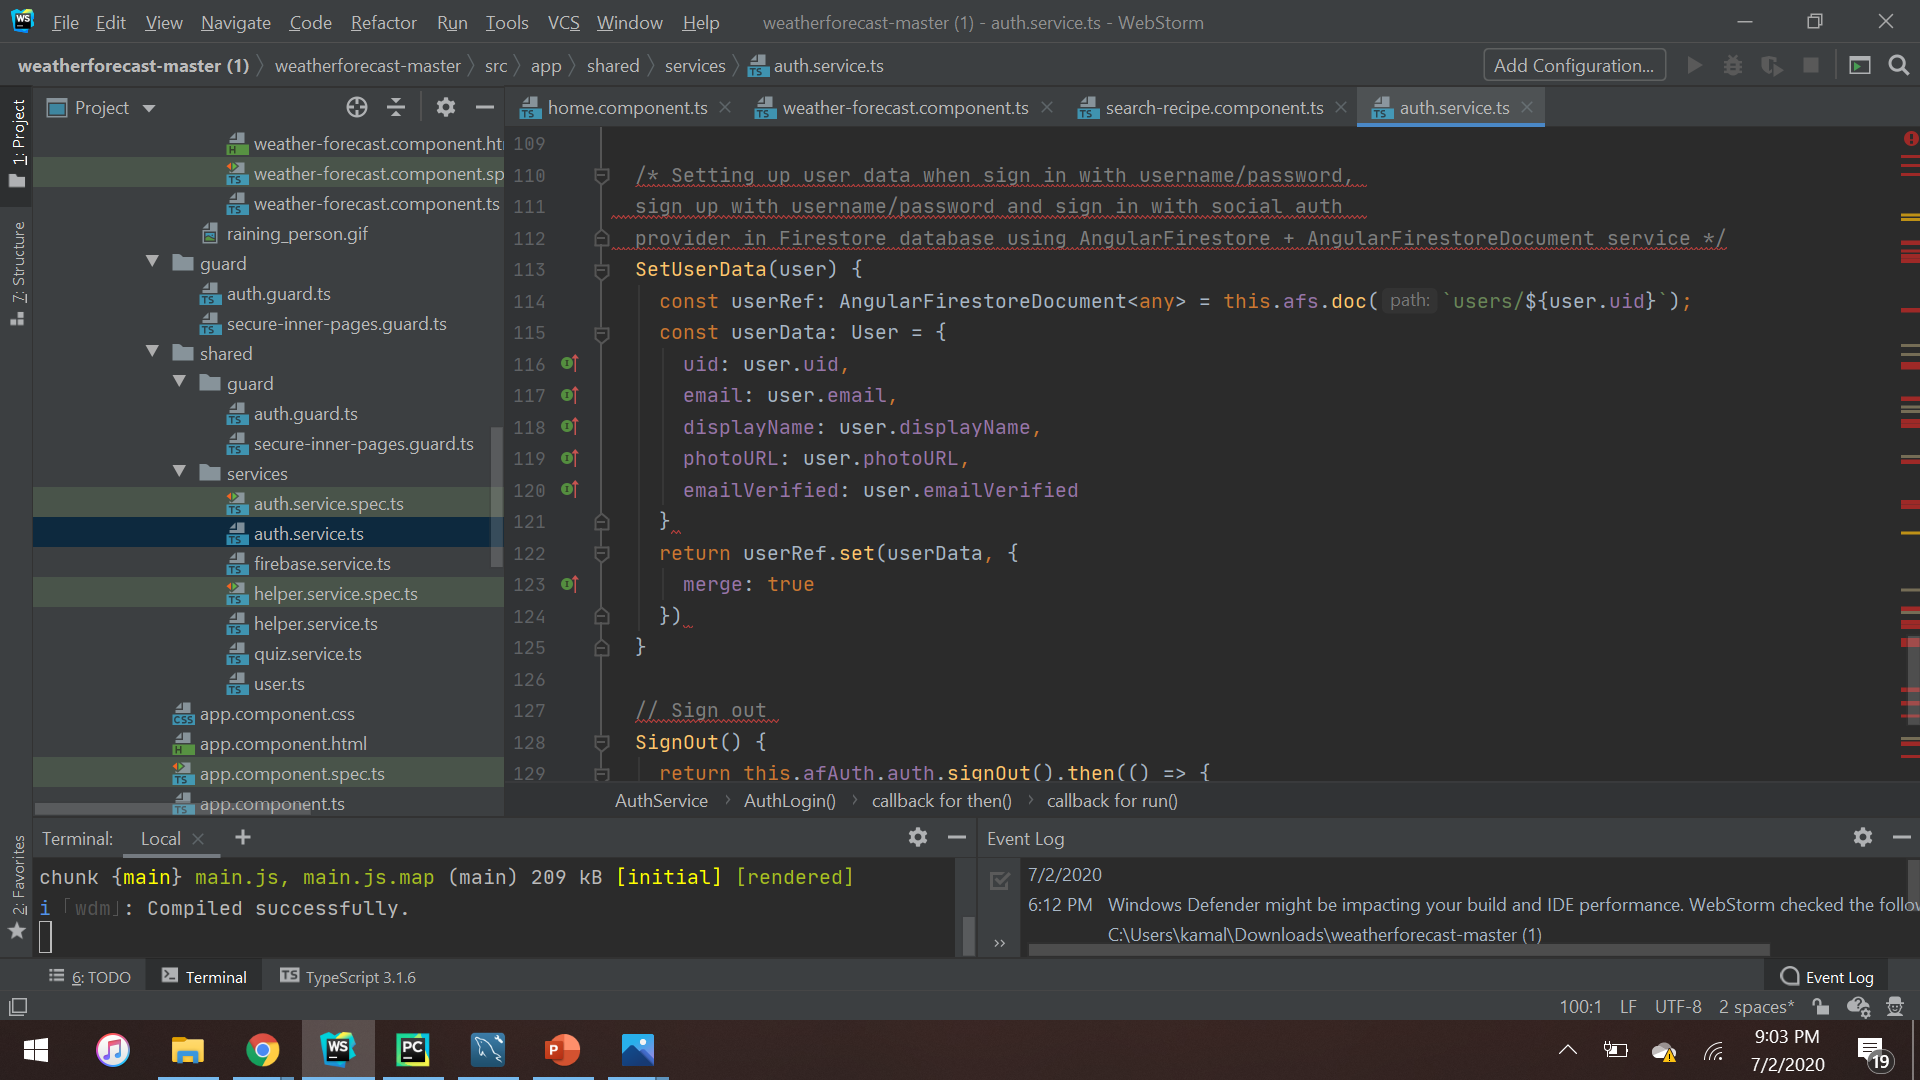 WS File Edit View Navigate Code Refactor Run Tools VCS Window Help weatherforecast-master (1) - auth.service.ts - WebStorm
weatherforecast-master (1) weatherforecast-master src app shared services auth.service.ts Add Configuration...
1: Project
7: Structure
2: Favorites
Project
weather-forecast.component.ht
weather-forecast.component.sp
weather-forecast.component.ts
raining_person.gif
guard
auth.guard.ts
secure-inner-pages.guard.ts
shared
guard
auth.guard.ts
secure-inner-pages.guard.ts
services
auth.service.spec.ts
auth.service.ts
firebase.service.ts
helper.service.spec.ts
helper.service.ts
quiz.service.ts
user.ts
app.component.css
app.component.html
app.component.spec.ts
app.component.ts
home.component.ts weather-forecast.component.ts search-recipe.component.ts auth.service.ts
109
110 /* Setting up user data when sign in with username/password,
111 sign up with username/password and sign in with social auth
112 provider in Firestore database using AngularFirestore + AngularFirestoreDocument service */
113 SetUserData(user) {
114 const userRef: AngularFirestoreDocument<any> = this.afs.doc( path: `users/${user.uid}`);
115 const userData: User = {
116 uid: user.uid,
117 email: user.email,
118 displayName: user.displayName,
119 photoURL: user.photoURL,
120 emailVerified: user.emailVerified
121 }
122 return userRef.set(userData, {
123 merge: true
124 })
125 }
126
127 // Sign out
128 SignOut() {
129 return this.afAuth.auth.signOut().then(() => {
AuthService AuthLogin() callback for then() callback for run()
Terminal: Local +
chunk {main} main.js, main.js.map (main) 209 kB [initial] [rendered]
i 「wdm」: Compiled successfully.
Event Log
7/2/2020
6:12 PM Windows Defender might be impacting your build and IDE performance. WebStorm checked the follov
C:\Users\kamal\Downloads\weatherforecast-master (1)
6: TODO Terminal TypeScript 3.1.6 Event Log
100:1 LF UTF-8 2 spaces*
WS PC P
9:03 PM
7/2/2020
19